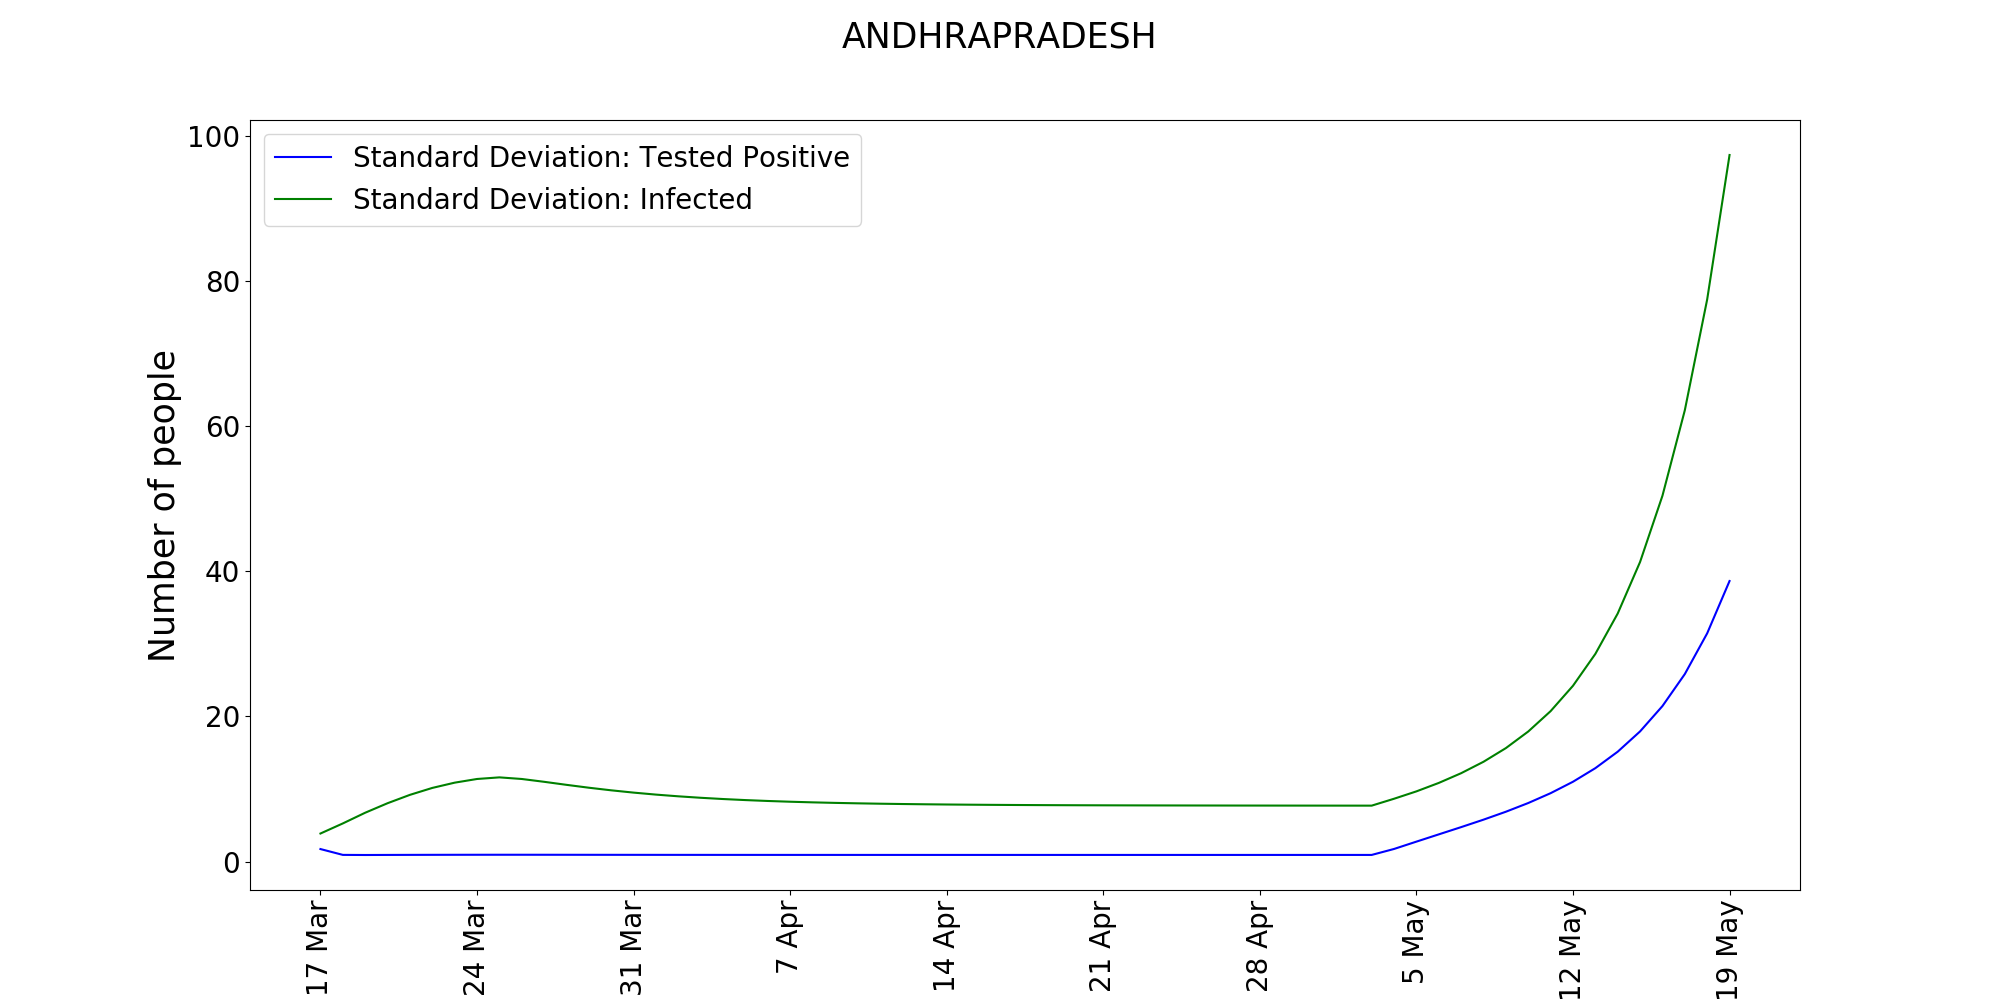 ANDHRAPRADESH
100
80
60
40
20
0
Number of people
Standard Deviation: Tested Positive
Standard Deviation: Infected
17 Mar
24 Mar
31 Mar
7 Apr
14 Apr
21 Apr
28 Apr
5 May
12 May
19 May